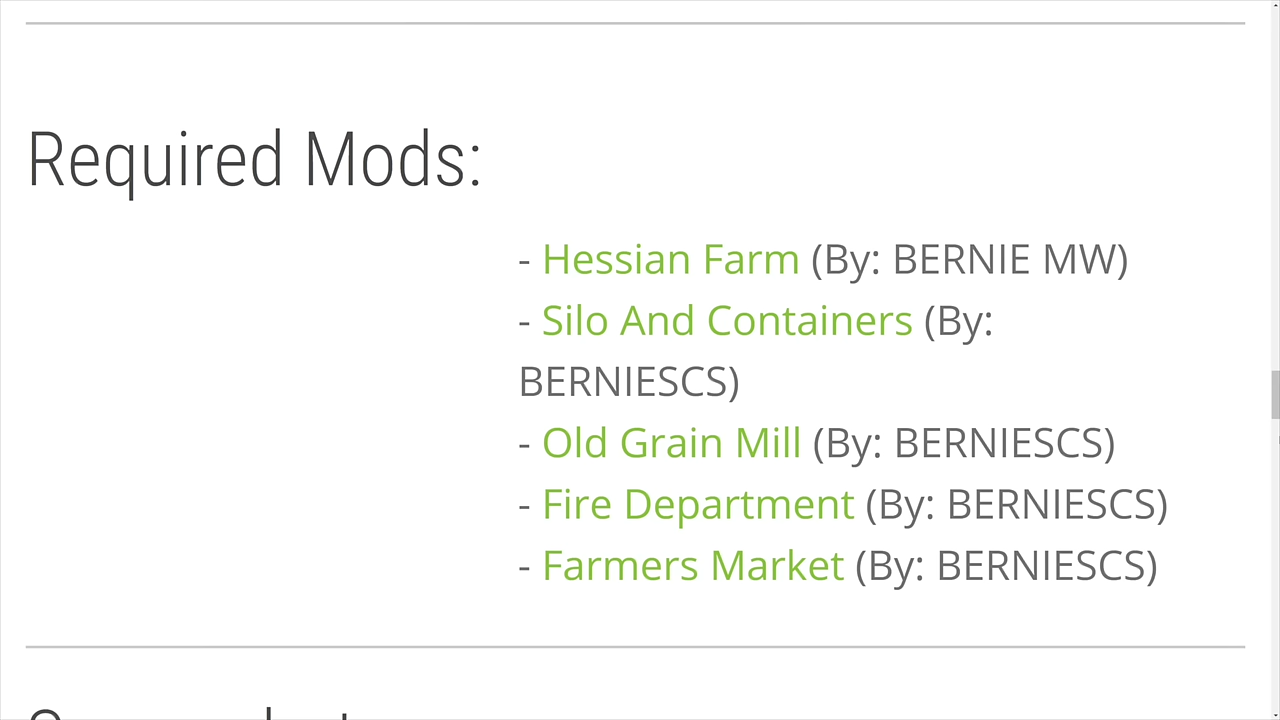 Required Mods:
- Hessian Farm (By: BERNIE MW)
- Silo And Containers (By:
BERNIESCS)
- Old Grain Mill (By: BERNIESCS)
- Fire Department (By: BERNIESCS)
- Farmers Market (By: BERNIESCS)